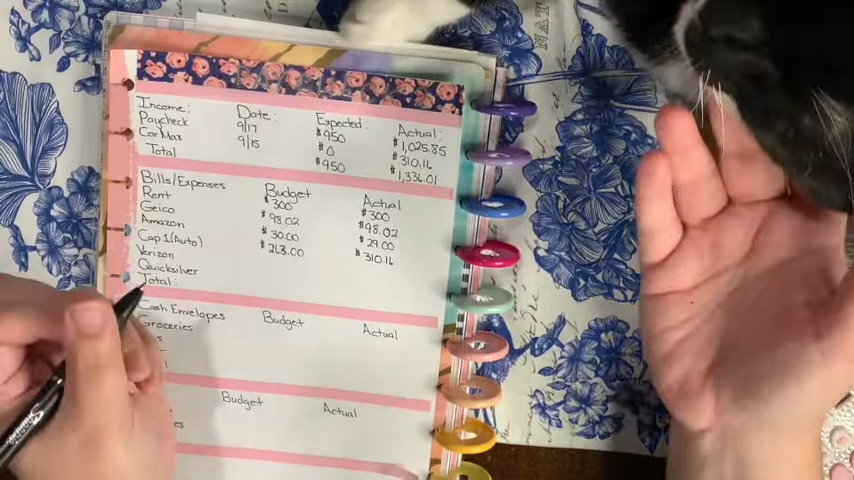 Income: Date: Expected: Actual:
Paycheck 9/17 $950 $1,025.85
CarMax 9/15 $0 $310.16
Total $950 $1,336.01
Bills/Expenses Budget Actual
Rent $300 $300
Geico $98.02 $98.02
Amazon $30.00 $29.00
Cap 1(Auto) $263.00 $310.16
Verizon
Quicksilver
Total:
Cash Envelopes Budget Actual
Groceries
Budget Actual